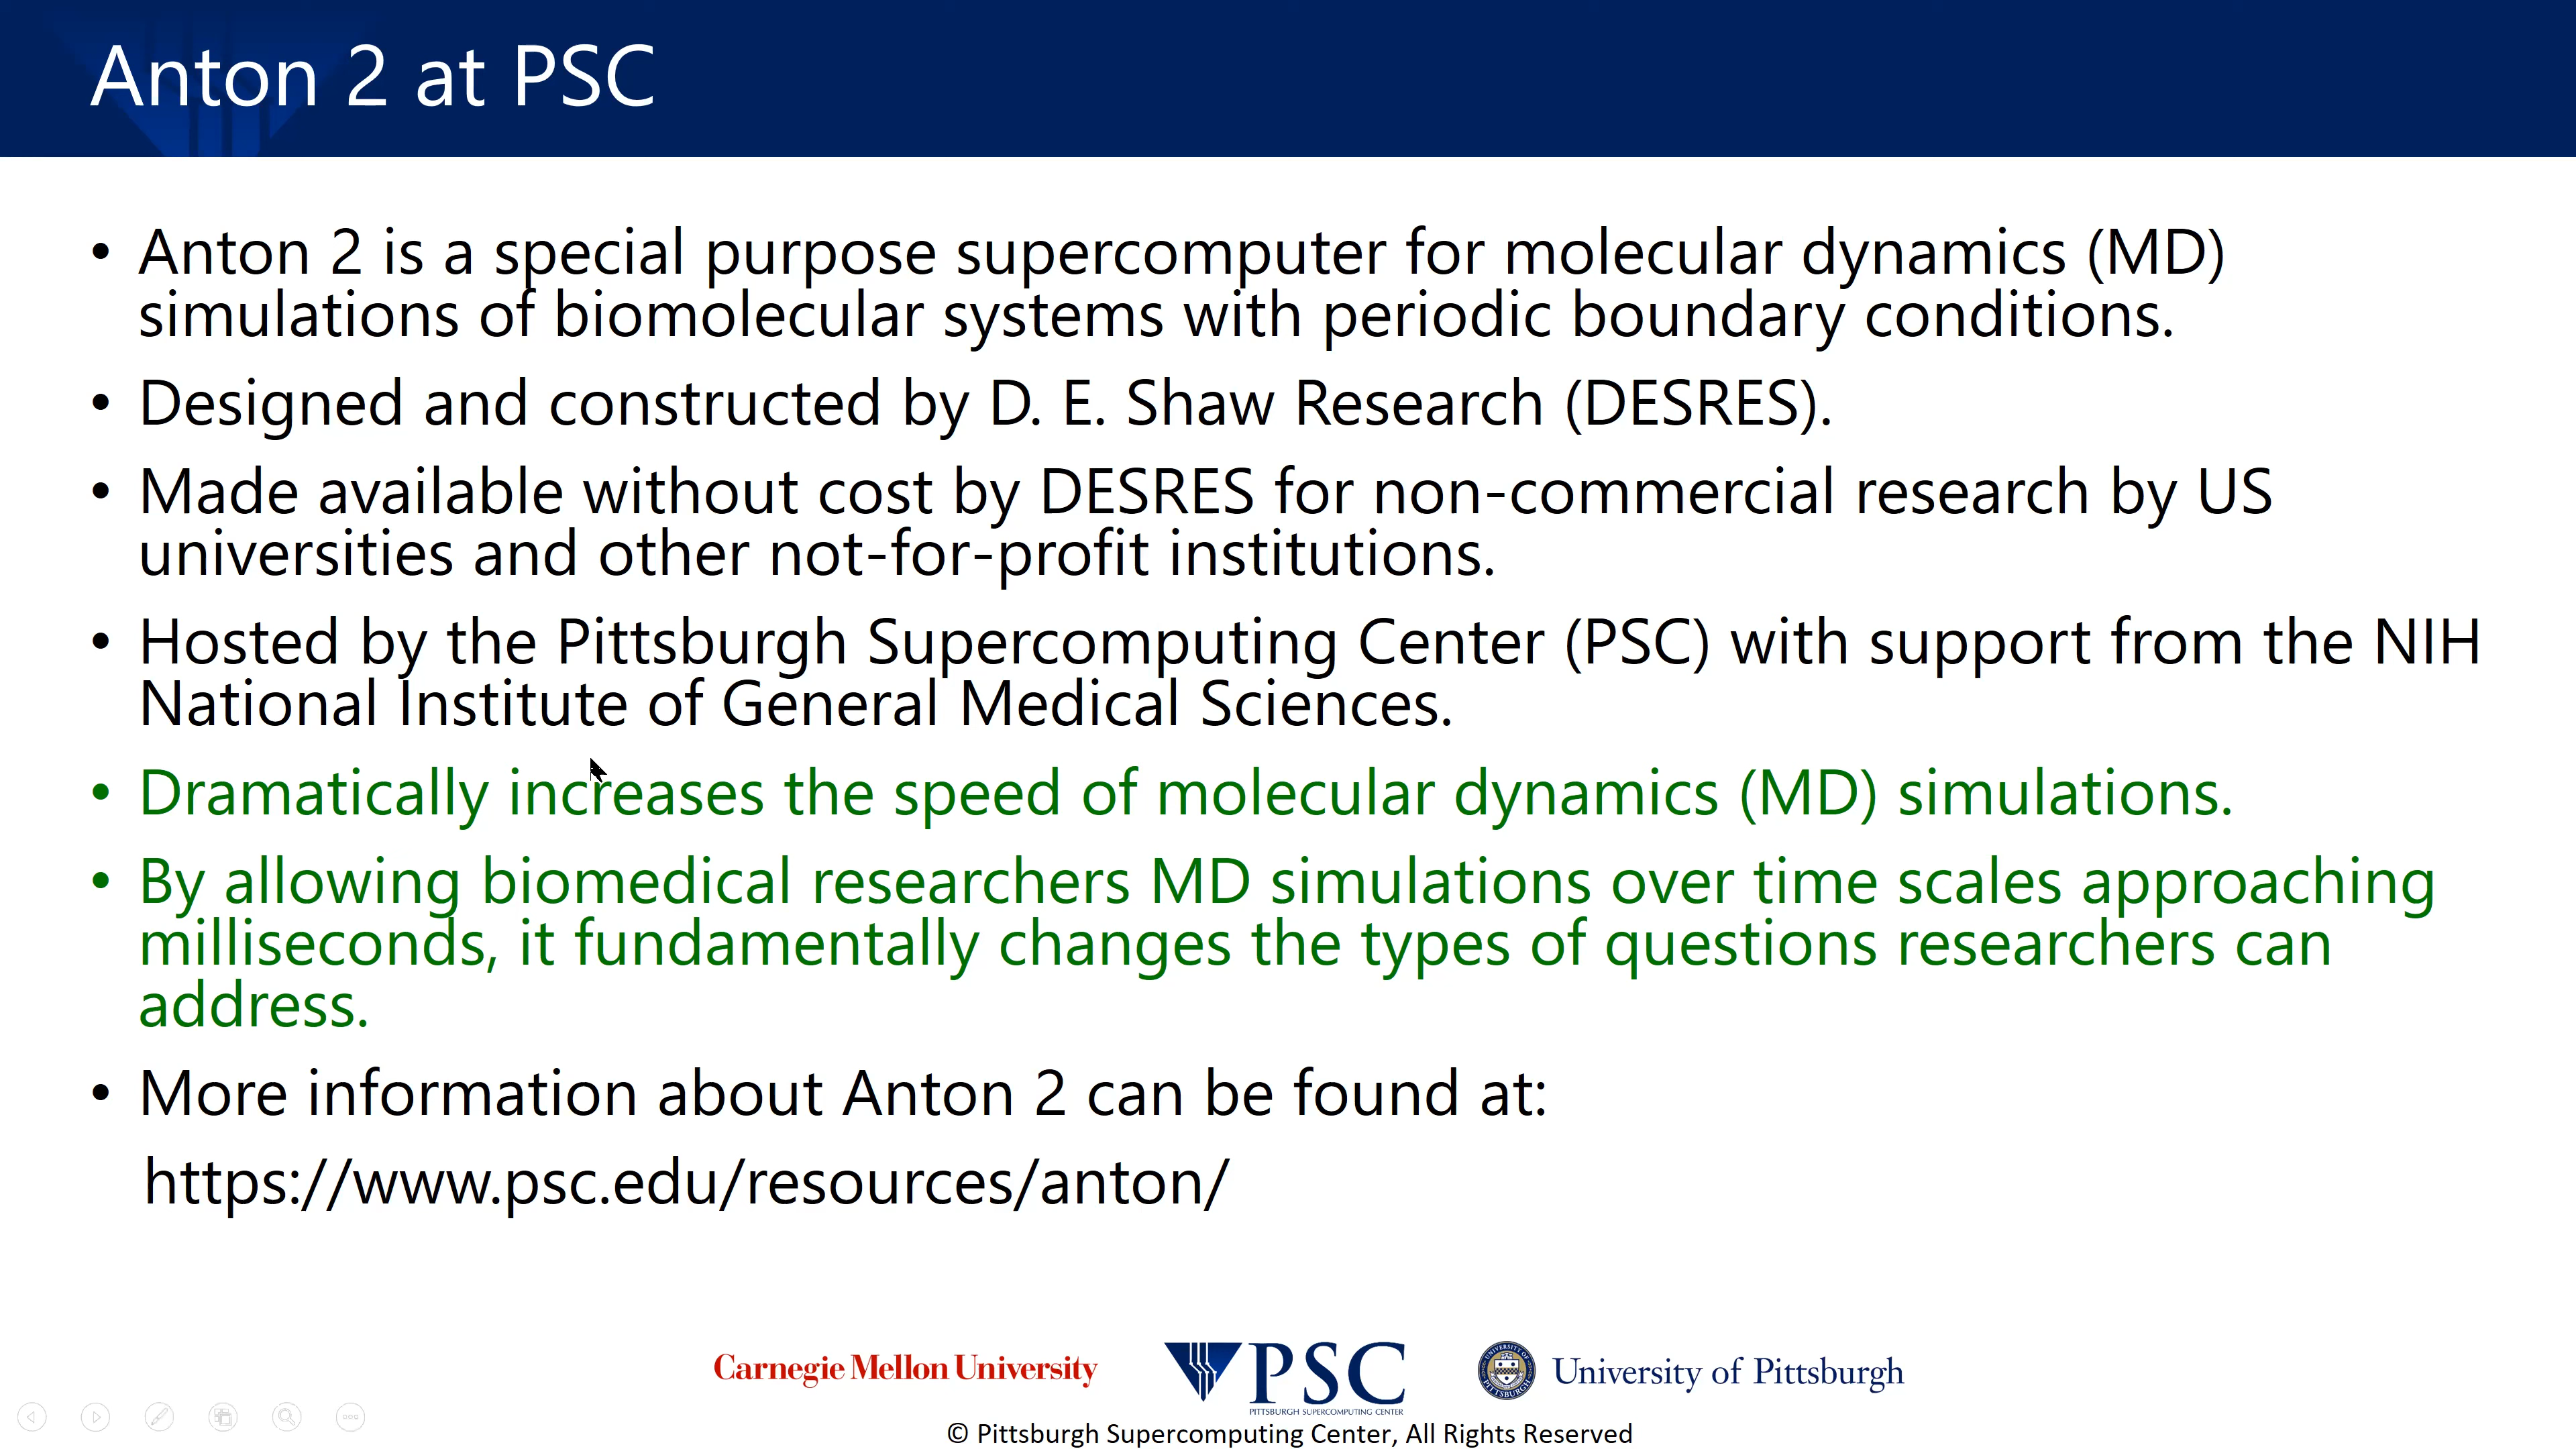 Anton 2 at PSC
• Anton 2 is a special purpose supercomputer for molecular dynamics (MD)
simulations of biomolecular systems with periodic boundary conditions.
• Designed and constructed by D. E. Shaw Research (DESRES).
• Made available without cost by DESRES for non-commercial research by US
universities and other not-for-profit institutions.
• Hosted by the Pittsburgh Supercomputing Center (PSC) with support from the NIH
National Institute of General Medical Sciences.
• Dramatically increases the speed of molecular dynamics (MD) simulations.
• By allowing biomedical researchers MD simulations over time scales approaching
milliseconds, it fundamentally changes the types of questions researchers can
address.
• More information about Anton 2 can be found at:
https://www.psc.edu/resources/anton/
Carnegie Mellon University
PSC
PITTSBURGH SUPERCOMPUTING CENTER
UNIVERSITY OF PITTSBURGH
University of Pittsburgh
© Pittsburgh Supercomputing Center, All Rights Reserved